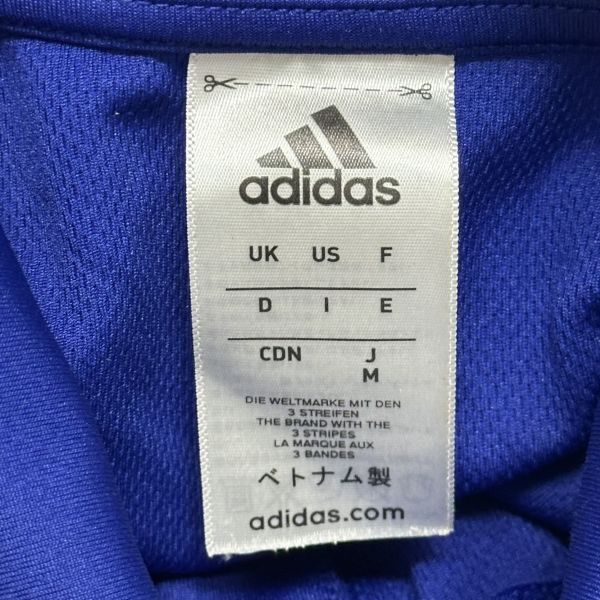 adidas
UK US F
D I E
CDN J
M
DIE WELTMARKE MIT DEN
3 STREIFEN
THE BRAND WITH THE
3 STRIPES
LA MARQUE AUX
3 BANDES
ベトナム製
adidas.com